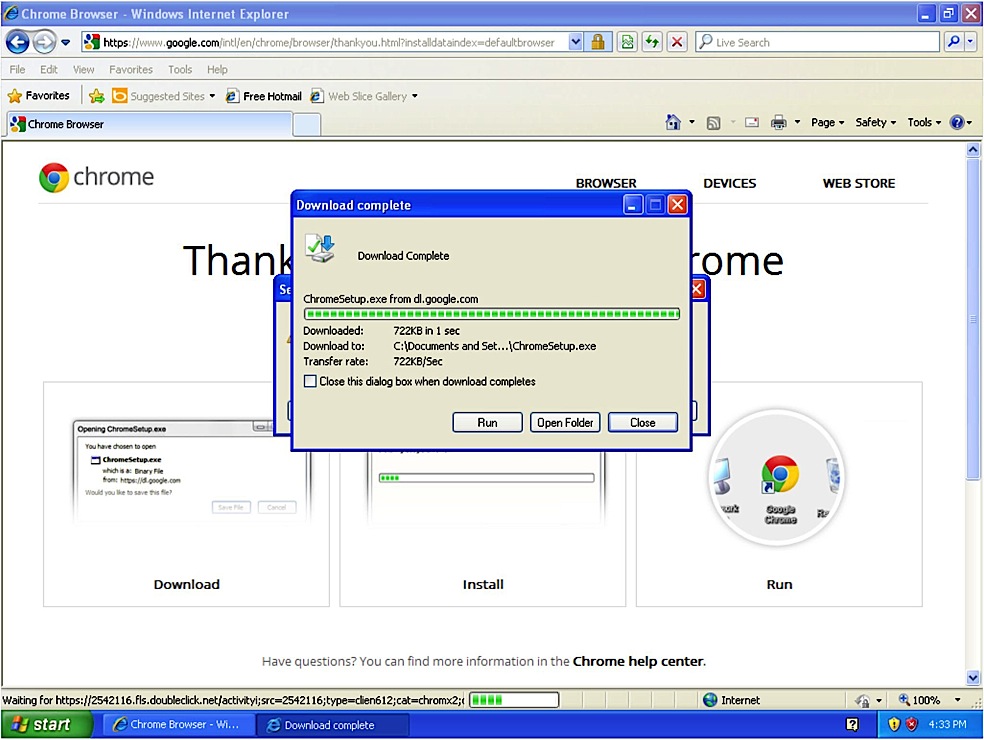 Chrome Browser - Windows Internet Explorer
https://www.google.com/intl/en/chrome/browser/thankyou.html?installdataindex=defaultbrowser
Live Search
File Edit View Favorites Tools Help
Favorites Suggested Sites Free Hotmail Web Slice Gallery
Chrome Browser
Page Safety Tools
chrome
BROWSER DEVICES WEB STORE
Thank rome
Se
Download complete
Download Complete
ChromeSetup.exe from dl.google.com
Downloaded: 722KB in 1 sec
Download to: C:\Documents and Set...\ChromeSetup.exe
Transfer rate: 722KB/Sec
Close this dialog box when download completes
Run Open Folder Close
Opening ChromeSetup.exe
You have chosen to open
ChromeSetup.exe
which is a: Binary File
from: https://dl.google.com
Would you like to save this file?
Save File Cancel
Google
Chrome
Download Install Run
Have questions? You can find more information in the Chrome help center.
Waiting for https://2542116.fls.doubleclick.net/activityi;src=2542116;type=clien612;cat=chromx2;
Internet 100%
start Chrome Browser - Wi... Download complete 4:33 PM